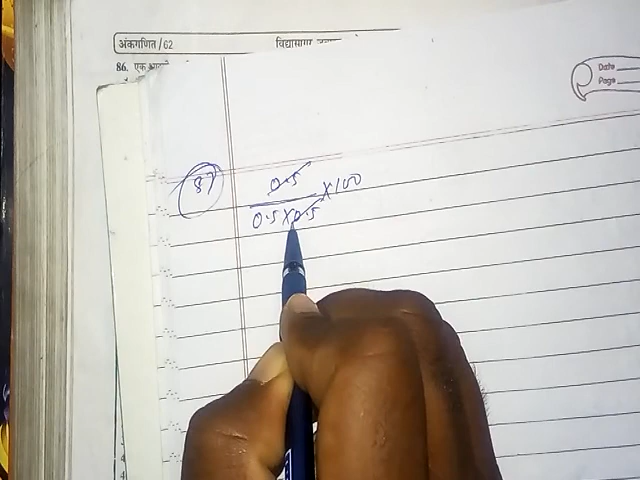 अंकगणित / 62
विद्यासागर
86. एक
Date
Page
87
0.5
× 100
0.5 × 0.5